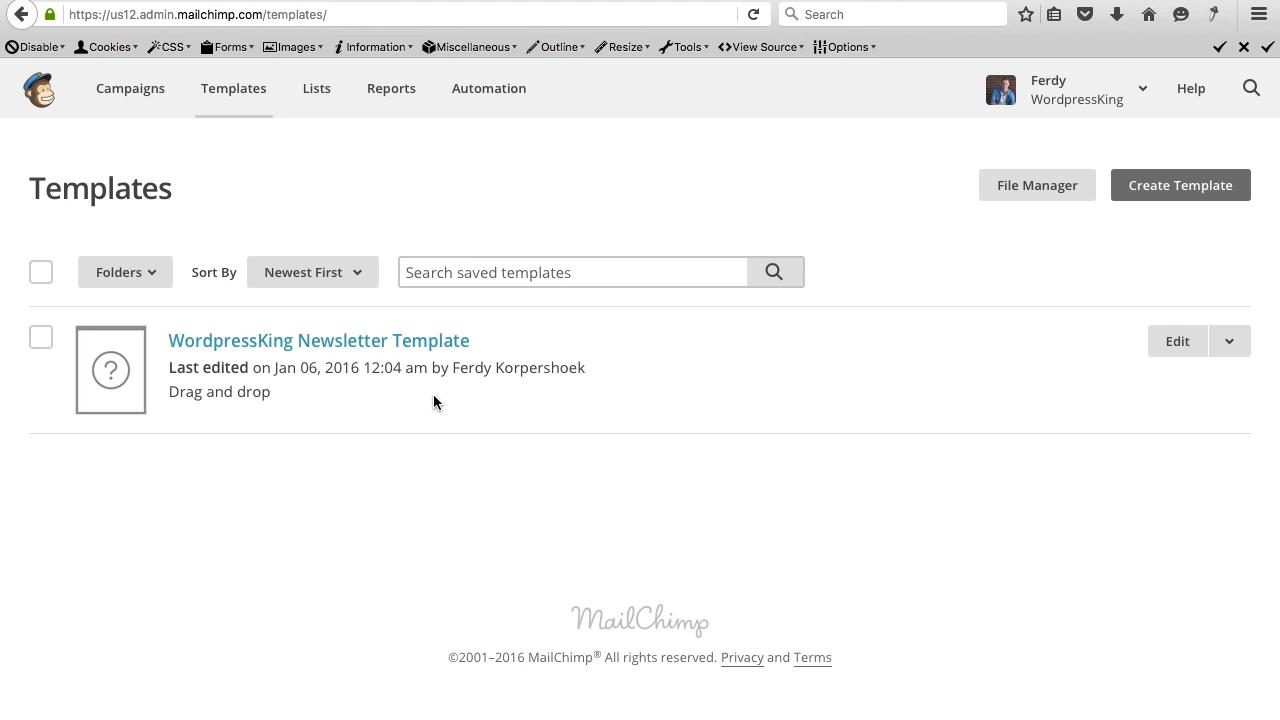 https://us12.admin.mailchimp.com/templates/
Search
Disable Cookies CSS Forms Images Information Miscellaneous Outline Resize Tools View Source Options
Campaigns Templates Lists Reports Automation
Ferdy
WordpressKing
Help
Templates
File Manager Create Template
Folders Sort By Newest First Search saved templates
WordpressKing Newsletter Template
Edit
Last edited on Jan 06, 2016 12:04 am by Ferdy Korpershoek
Drag and drop
MailChimp
©2001–2016 MailChimp® All rights reserved. Privacy and Terms